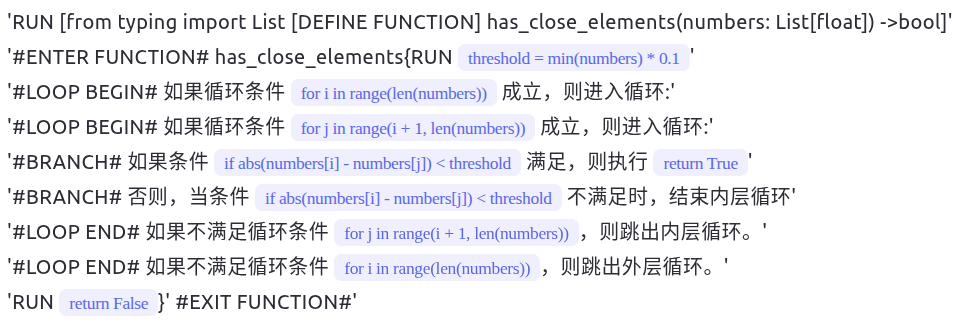 'RUN [from typing import List [DEFINE FUNCTION] has_close_elements(numbers: List[float]) ->bool]'
'#ENTER FUNCTION# has_close_elements{RUN threshold = min(numbers) * 0.1'
'#LOOP BEGIN# 如果循环条件 for i in range(len(numbers)) 成立，则进入循环:'
'#LOOP BEGIN# 如果循环条件 for j in range(i + 1, len(numbers)) 成立，则进入循环:'
'#BRANCH# 如果条件 if abs(numbers[i] - numbers[j]) < threshold 满足，则执行 return True'
'#BRANCH# 否则，当条件 if abs(numbers[i] - numbers[j]) < threshold 不满足时，结束内层循环'
'#LOOP END# 如果不满足循环条件 for j in range(i + 1, len(numbers))，则跳出内层循环。'
'#LOOP END# 如果不满足循环条件 for i in range(len(numbers))，则跳出外层循环。'
'RUN return False}' #EXIT FUNCTION#'